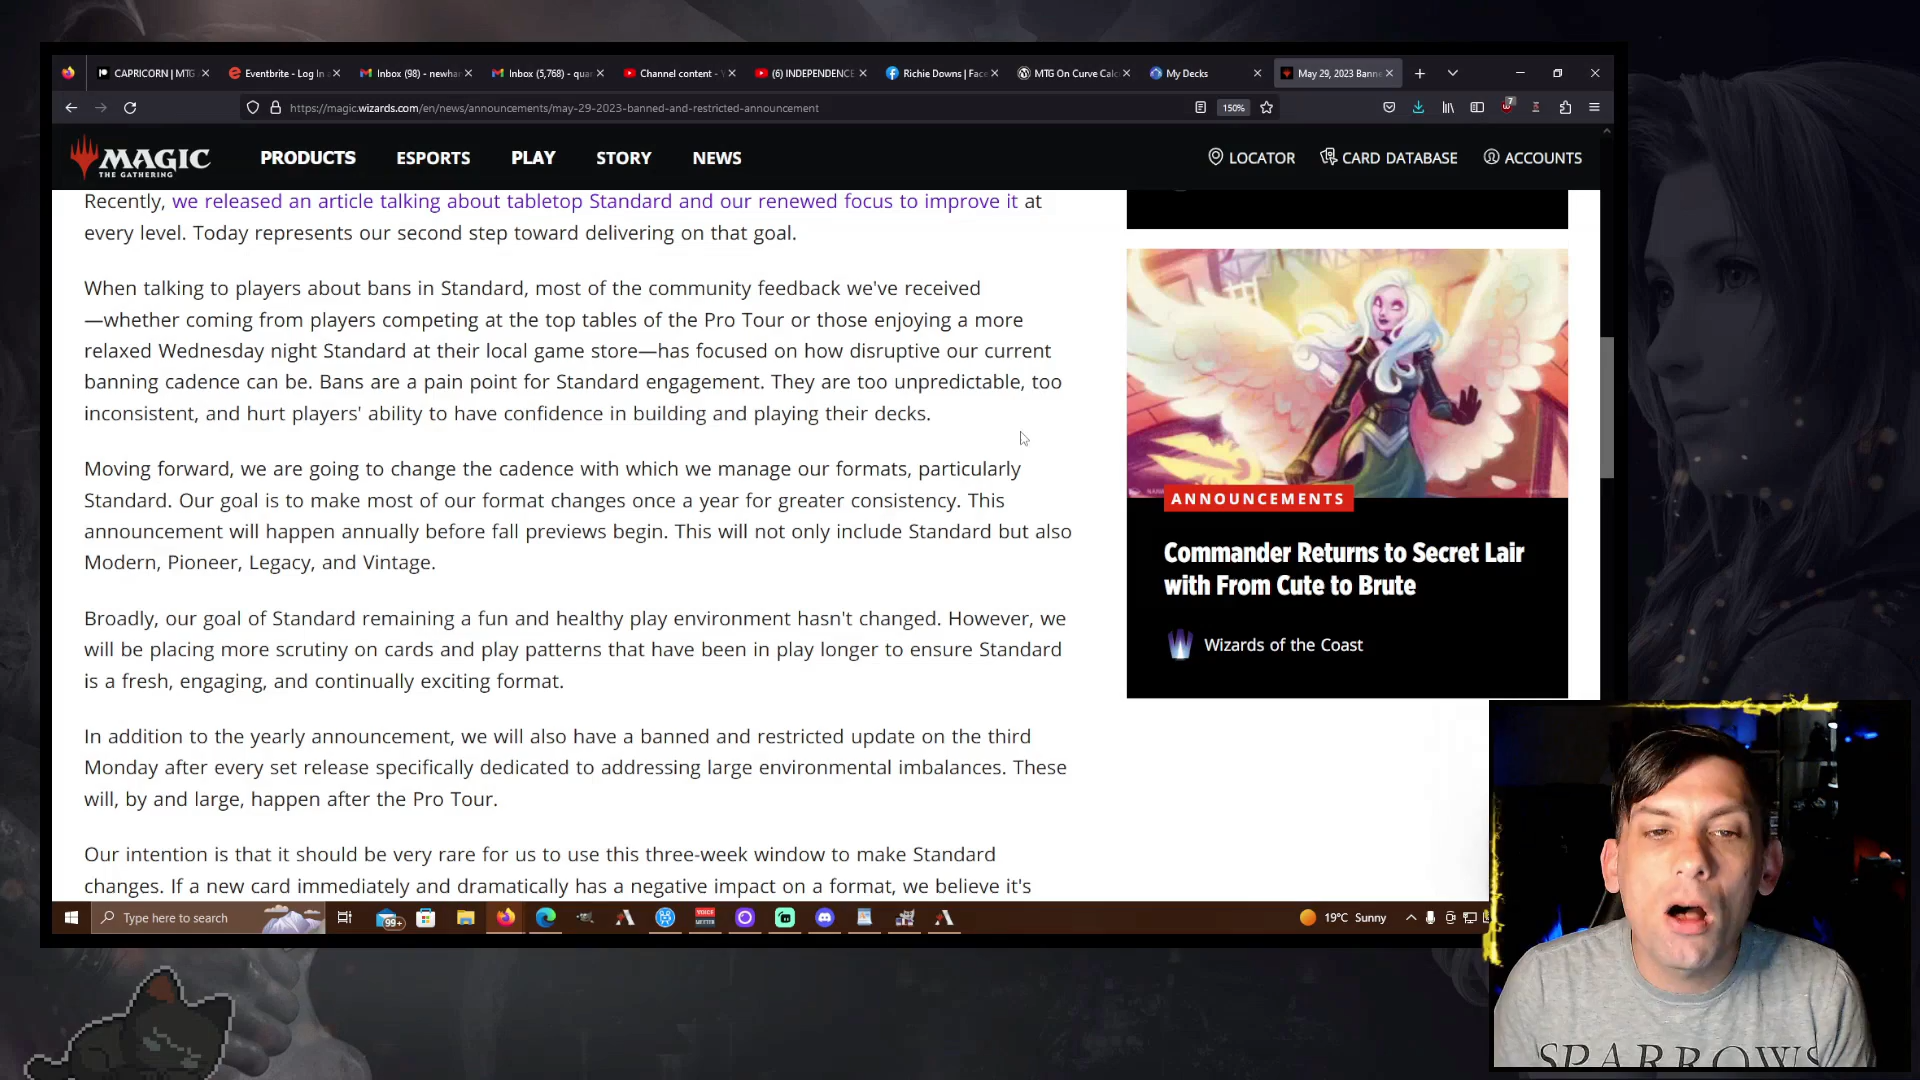 CAPRICORN | MTG
Eventbrite - Log In
Inbox (98) - newha
Inbox (5,768) - qua
Channel content -
(6) INDEPENDENCE
Richie Downs | Fac
MTG On Curve Calc
My Decks
May 29, 2023 Bann
https://magic.wizards.com/en/news/announcements/may-29-2023-banned-and-restricted-announcement
150%
7
MAGIC
THE GATHERING
PRODUCTS
ESPORTS
PLAY
STORY
NEWS
LOCATOR
CARD DATABASE
ACCOUNTS
Recently, we released an article talking about tabletop Standard and our renewed focus to improve it at
every level. Today represents our second step toward delivering on that goal.
When talking to players about bans in Standard, most of the community feedback we've received
—whether coming from players competing at the top tables of the Pro Tour or those enjoying a more
relaxed Wednesday night Standard at their local game store—has focused on how disruptive our current
banning cadence can be. Bans are a pain point for Standard engagement. They are too unpredictable, too
inconsistent, and hurt players' ability to have confidence in building and playing their decks.
Moving forward, we are going to change the cadence with which we manage our formats, particularly
Standard. Our goal is to make most of our format changes once a year for greater consistency. This
announcement will happen annually before fall previews begin. This will not only include Standard but also
Modern, Pioneer, Legacy, and Vintage.
Broadly, our goal of Standard remaining a fun and healthy play environment hasn't changed. However, we
will be placing more scrutiny on cards and play patterns that have been in play longer to ensure Standard
is a fresh, engaging, and continually exciting format.
In addition to the yearly announcement, we will also have a banned and restricted update on the third
Monday after every set release specifically dedicated to addressing large environmental imbalances. These
will, by and large, happen after the Pro Tour.
Our intention is that it should be very rare for us to use this three-week window to make Standard
changes. If a new card immediately and dramatically has a negative impact on a format, we believe it's
ANNOUNCEMENTS
Commander Returns to Secret Lair
with From Cute to Brute
Wizards of the Coast
Type here to search
99+
19°C Sunny
SPARROWS